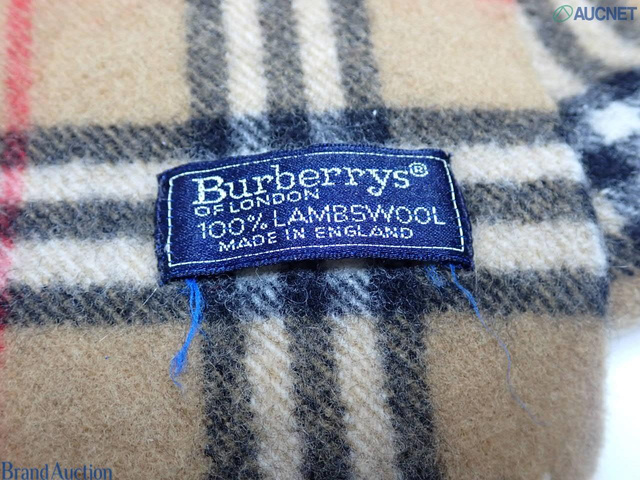 AUCNET
Burberrys®
OF LONDON
100% LAMBSWOOL
MADE IN ENGLAND
Brand Auction